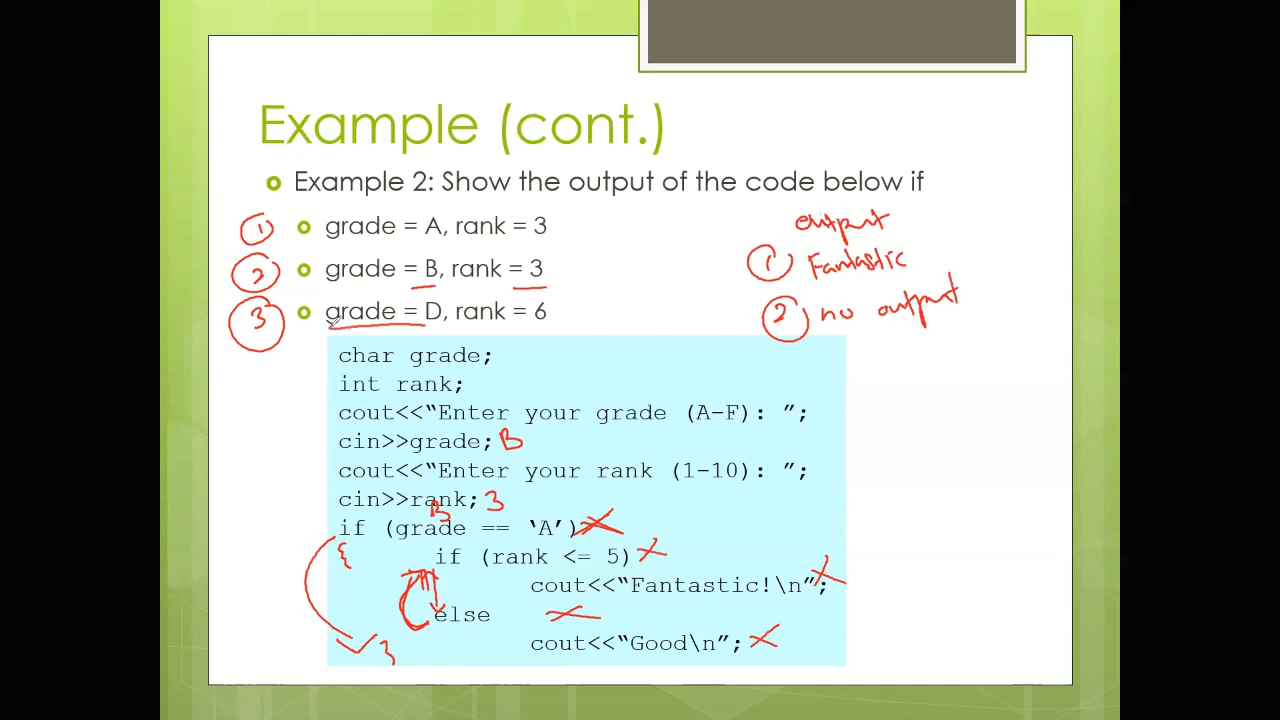 Example (cont.)
Example 2: Show the output of the code below if
1 grade = A, rank = 3
2 grade = B, rank = 3
3 grade = D, rank = 6
output
1 Fantastic
2 no output
char grade;
int rank;
cout<<“Enter your grade (A-F): ”;
cin>>grade; B
cout<<“Enter your rank (1-10): ”;
cin>>rank; 3
B
if (grade == ‘A’)
{
if (rank <= 5)
cout<<“Fantastic!\n”;
else
cout<<“Good\n”;
}